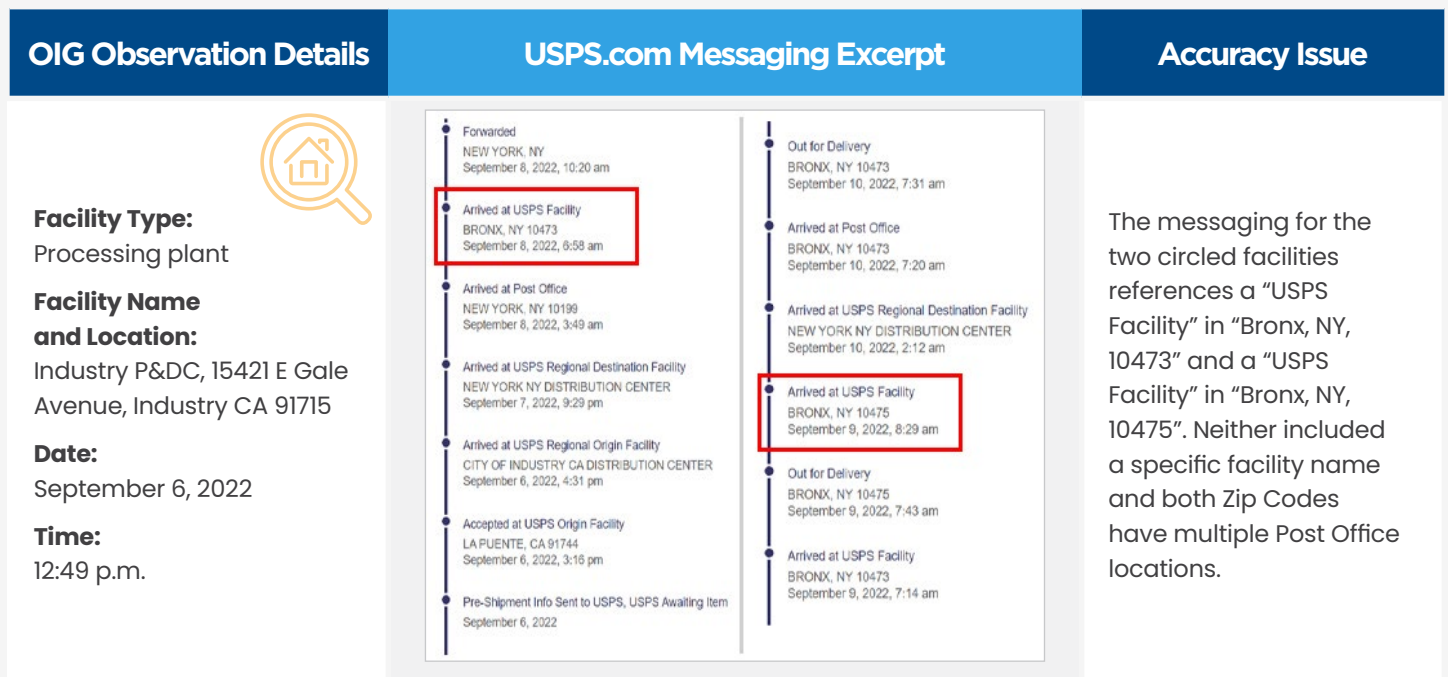 OIG Observation Details
USPS.com Messaging Excerpt
Accuracy Issue
Facility Type:
Processing plant
Facility Name
and Location:
Industry P&DC, 15421 E Gale
Avenue, Industry CA 91715
Date:
September 6, 2022
Time:
12:49 p.m.
Forwarded
NEW YORK, NY
September 8, 2022, 10:20 am
Arrived at USPS Facility
BRONX, NY 10473
September 8, 2022, 6:58 am
Arrived at Post Office
NEW YORK, NY 10199
September 8, 2022, 3:49 am
Arrived at USPS Regional Destination Facility
NEW YORK NY DISTRIBUTION CENTER
September 7, 2022, 9:29 pm
Arrived at USPS Regional Origin Facility
CITY OF INDUSTRY CA DISTRIBUTION CENTER
September 6, 2022, 4:31 pm
Accepted at USPS Origin Facility
LA PUENTE, CA 91744
September 6, 2022, 3:16 pm
Pre-Shipment Info Sent to USPS, USPS Awaiting Item
September 6, 2022
Out for Delivery
BRONX, NY 10473
September 10, 2022, 7:31 am
Arrived at Post Office
BRONX, NY 10473
September 10, 2022, 7:20 am
Arrived at USPS Regional Destination Facility
NEW YORK NY DISTRIBUTION CENTER
September 10, 2022, 2:12 am
Arrived at USPS Facility
BRONX, NY 10475
September 9, 2022, 8:29 am
Out for Delivery
BRONX, NY 10475
September 9, 2022, 7:43 am
Arrived at USPS Facility
BRONX, NY 10473
September 9, 2022, 7:14 am
The messaging for the
two circled facilities
references a “USPS
Facility” in “Bronx, NY,
10473” and a “USPS
Facility” in “Bronx, NY,
10475”. Neither included
a specific facility name
and both Zip Codes
have multiple Post Office
locations.